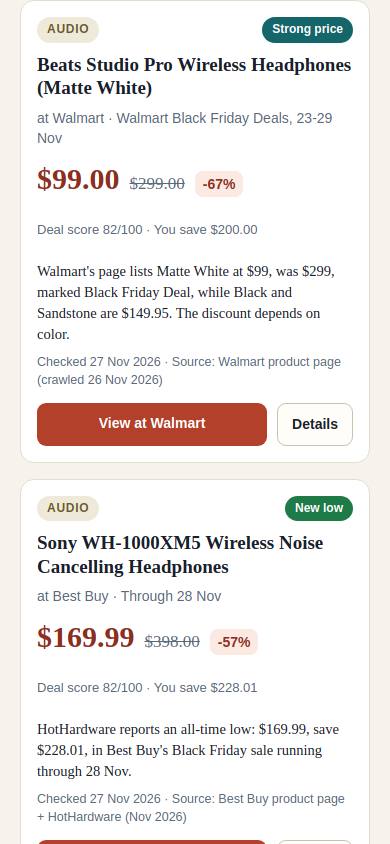 AUDIO
Strong price
Beats Studio Pro Wireless Headphones
(Matte White)
at Walmart · Walmart Black Friday Deals, 23-29
Nov
$99.00 $299.00 -67%
Deal score 82/100 · You save $200.00
Walmart's page lists Matte White at $99, was $299,
marked Black Friday Deal, while Black and
Sandstone are $149.95. The discount depends on
color.
Checked 27 Nov 2026 · Source: Walmart product page
(crawled 26 Nov 2026)
View at Walmart
Details
AUDIO
New low
Sony WH-1000XM5 Wireless Noise
Cancelling Headphones
at Best Buy · Through 28 Nov
$169.99 $398.00 -57%
Deal score 82/100 · You save $228.01
HotHardware reports an all-time low: $169.99, save
$228.01, in Best Buy's Black Friday sale running
through 28 Nov.
Checked 27 Nov 2026 · Source: Best Buy product page
+ HotHardware (Nov 2026)